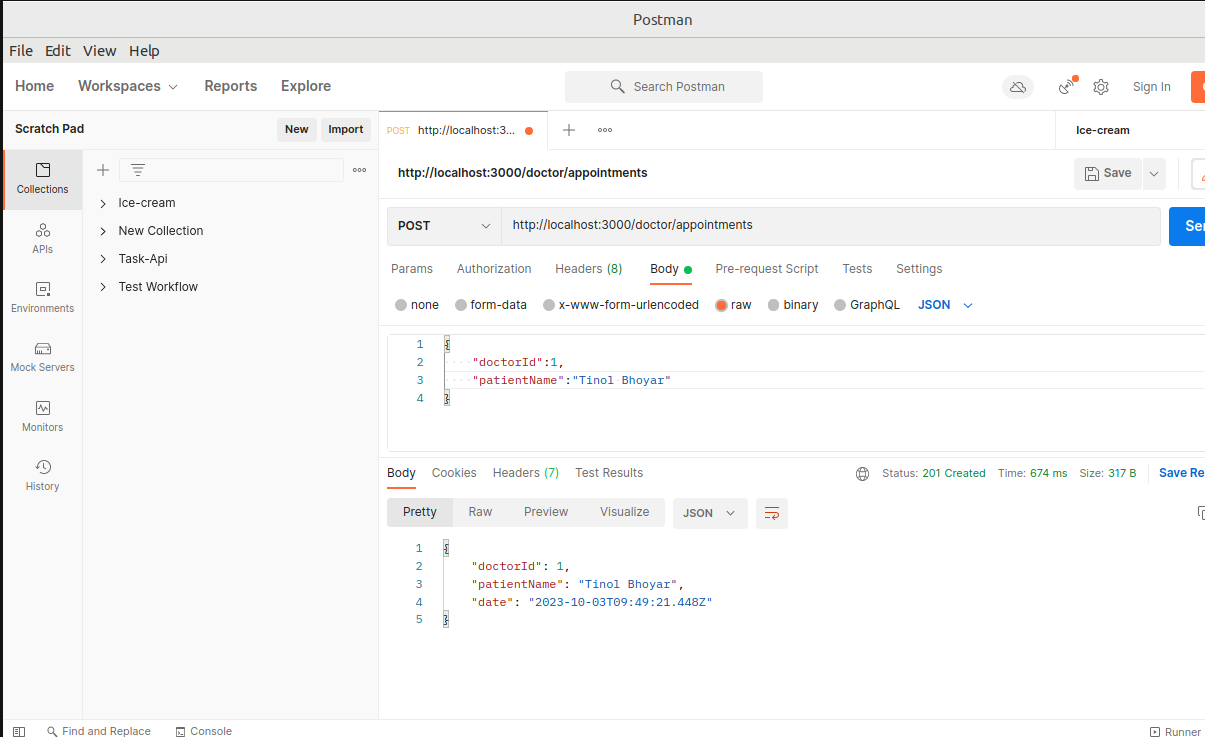 Postman
File Edit View Help
Home Workspaces Reports Explore Search Postman Sign In
Scratch Pad New Import POST http://localhost:3... Ice-cream
Collections
APIs
Environments
Mock Servers
Monitors
History
Ice-cream
New Collection
Task-Api
Test Workflow
http://localhost:3000/doctor/appointments Save
POST http://localhost:3000/doctor/appointments
Params Authorization Headers (8) Body Pre-request Script Tests Settings
none form-data x-www-form-urlencoded raw binary GraphQL JSON
1 {
2 "doctorId":1,
3 "patientName":"Tinol Bhoyar"
4 }
Body Cookies Headers (7) Test Results Status: 201 Created Time: 674 ms Size: 317 B Save Re
Pretty Raw Preview Visualize JSON
1 {
2 "doctorId": 1,
3 "patientName": "Tinol Bhoyar",
4 "date": "2023-10-03T09:49:21.448Z"
5 }
Find and Replace Console Runner